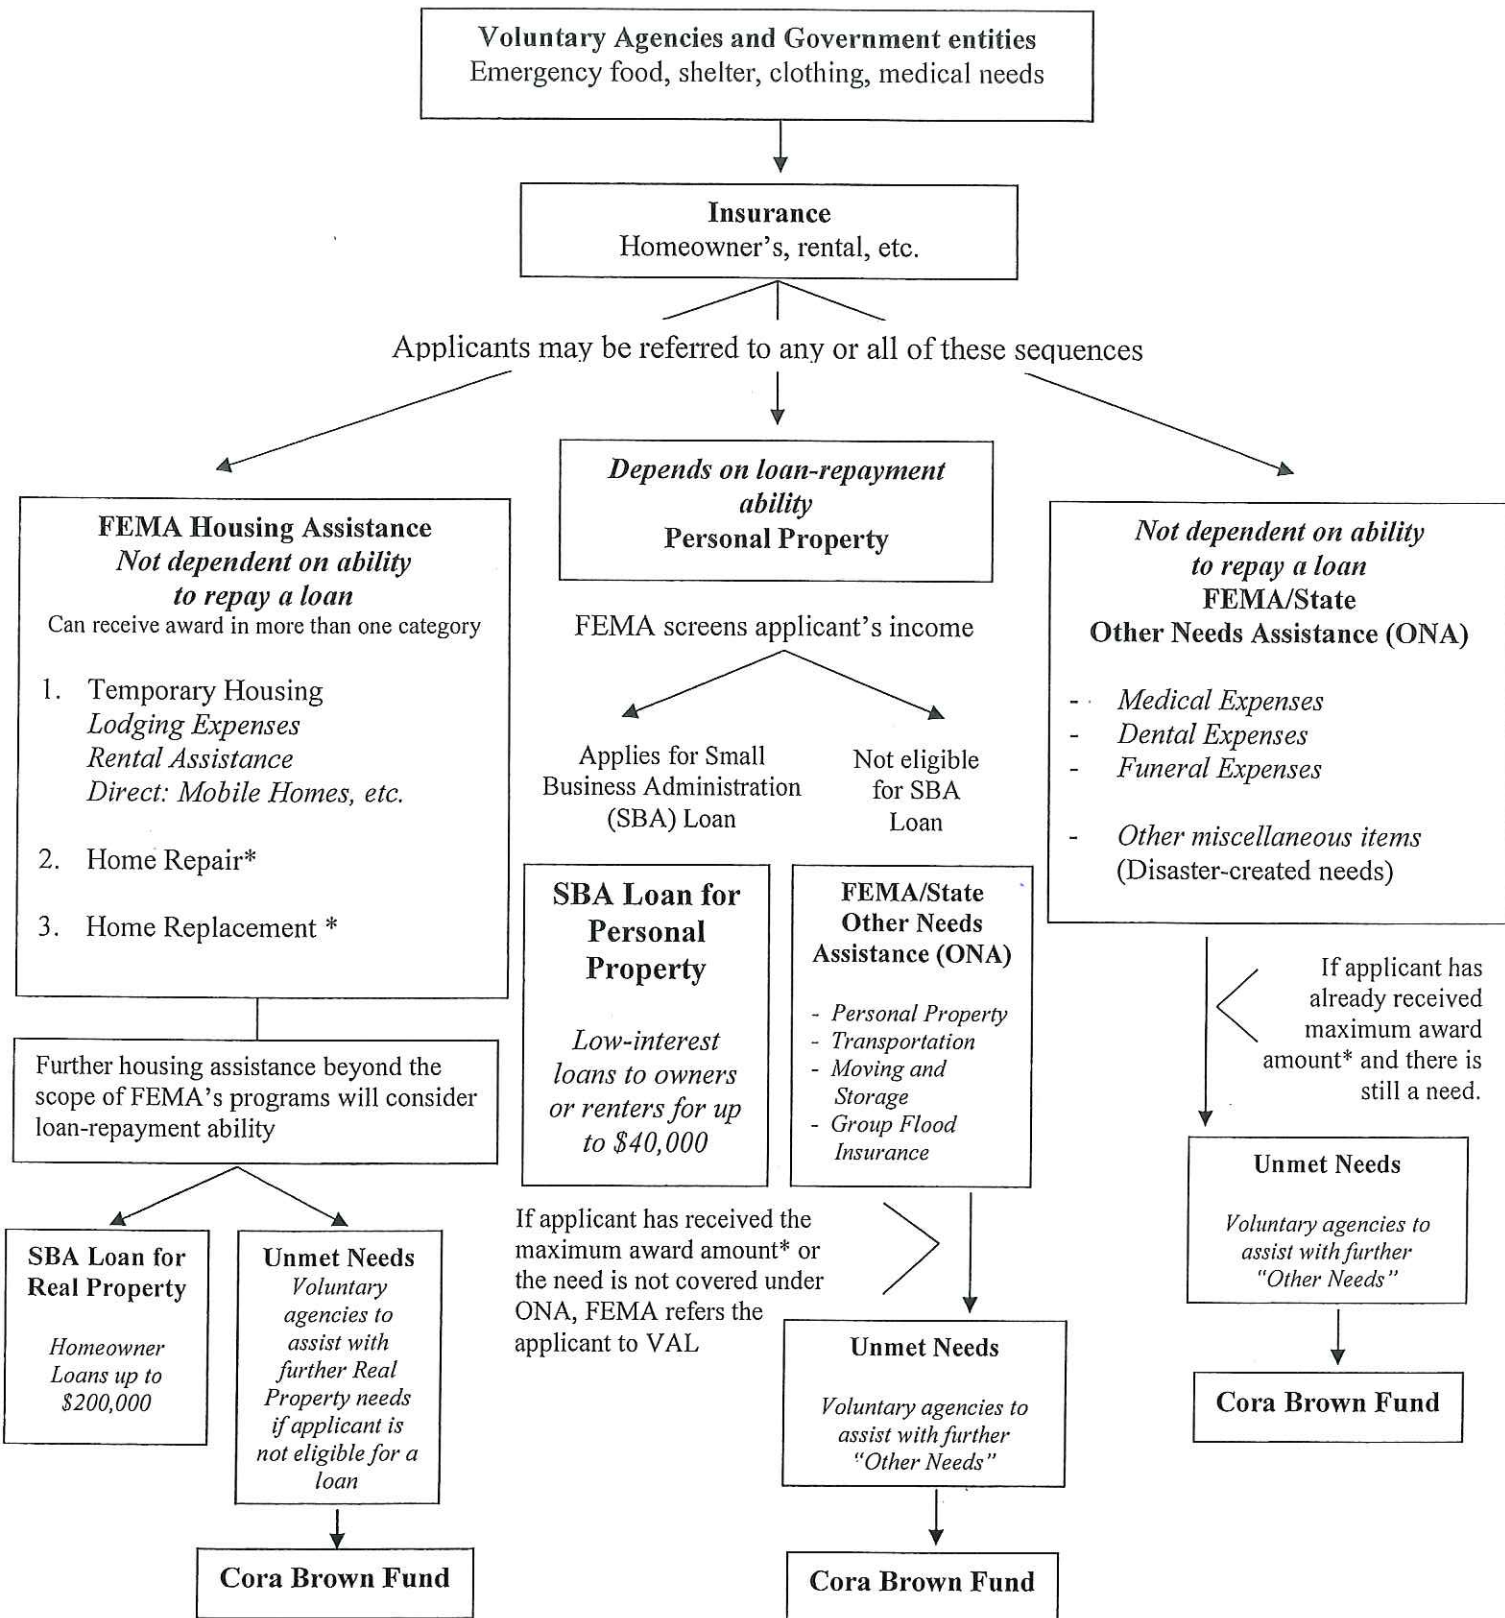 Voluntary Agencies and Government entities
Emergency food, shelter, clothing, medical needs
Insurance
Homeowner's, rental, etc.
Applicants may be referred to any or all of these sequences
FEMA Housing Assistance
Not dependent on ability
to repay a loan
Can receive award in more than one category
1. Temporary Housing
Lodging Expenses
Rental Assistance
Direct: Mobile Homes, etc.
2. Home Repair*
3. Home Replacement *
Further housing assistance beyond the
scope of FEMA's programs will consider
loan-repayment ability
SBA Loan for
Real Property
Homeowner
Loans up to
$200,000
Unmet Needs
Voluntary
agencies to
assist with
further Real
Property needs
if applicant is
not eligible for a
loan
Cora Brown Fund
Depends on loan-repayment
ability
Personal Property
FEMA screens applicant's income
Applies for Small
Business Administration
(SBA) Loan
Not eligible
for SBA
Loan
SBA Loan for
Personal
Property
Low-interest
loans to owners
or renters for up
to $40,000
FEMA/State
Other Needs
Assistance (ONA)
- Personal Property
- Transportation
- Moving and
Storage
- Group Flood
Insurance
If applicant has received the
maximum award amount* or
the need is not covered under
ONA, FEMA refers the
applicant to VAL
Unmet Needs
Voluntary agencies to
assist with further
"Other Needs"
Cora Brown Fund
Not dependent on ability
to repay a loan
FEMA/State
Other Needs Assistance (ONA)
- Medical Expenses
- Dental Expenses
- Funeral Expenses
- Other miscellaneous items
(Disaster-created needs)
If applicant has
already received
maximum award
amount* and there is
still a need.
Unmet Needs
Voluntary agencies to
assist with further
"Other Needs"
Cora Brown Fund